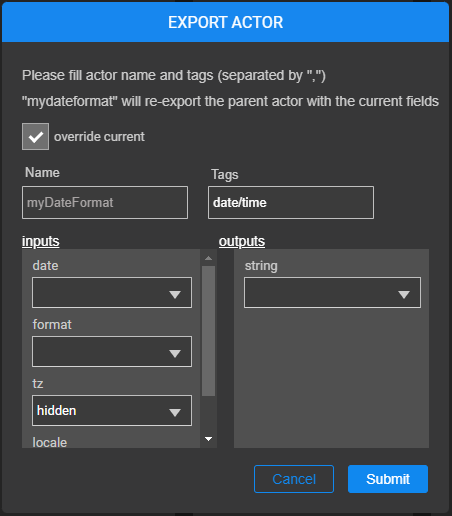 EXPORT ACTOR
Please fill actor name and tags (separated by ",")
"mydateformat" will re-export the parent actor with the current fields
override current
Name Tags
myDateFormat date/time
inputs outputs
date string
format
tz
hidden
locale
Cancel Submit